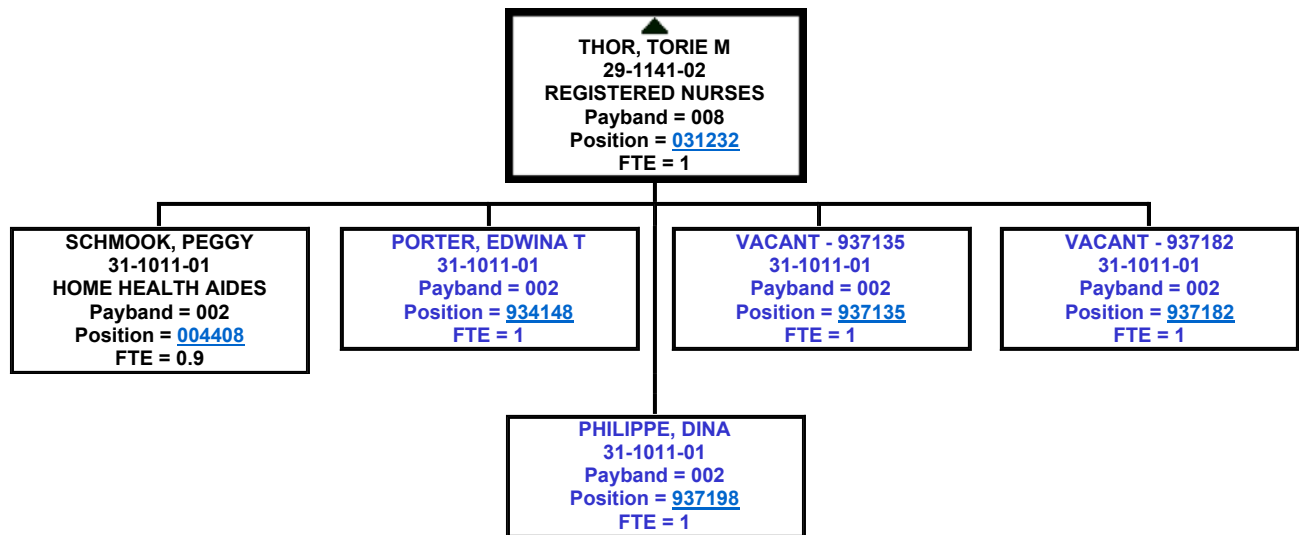 THOR, TORIE M
29-1141-02
REGISTERED NURSES
Payband = 008
Position = 031232
FTE = 1
SCHMOOK, PEGGY
31-1011-01
HOME HEALTH AIDES
Payband = 002
Position = 004408
FTE = 0.9
PORTER, EDWINA T
31-1011-01
Payband = 002
Position = 934148
FTE = 1
VACANT - 937135
31-1011-01
Payband = 002
Position = 937135
FTE = 1
VACANT - 937182
31-1011-01
Payband = 002
Position = 937182
FTE = 1
PHILIPPE, DINA
31-1011-01
Payband = 002
Position = 937198
FTE = 1